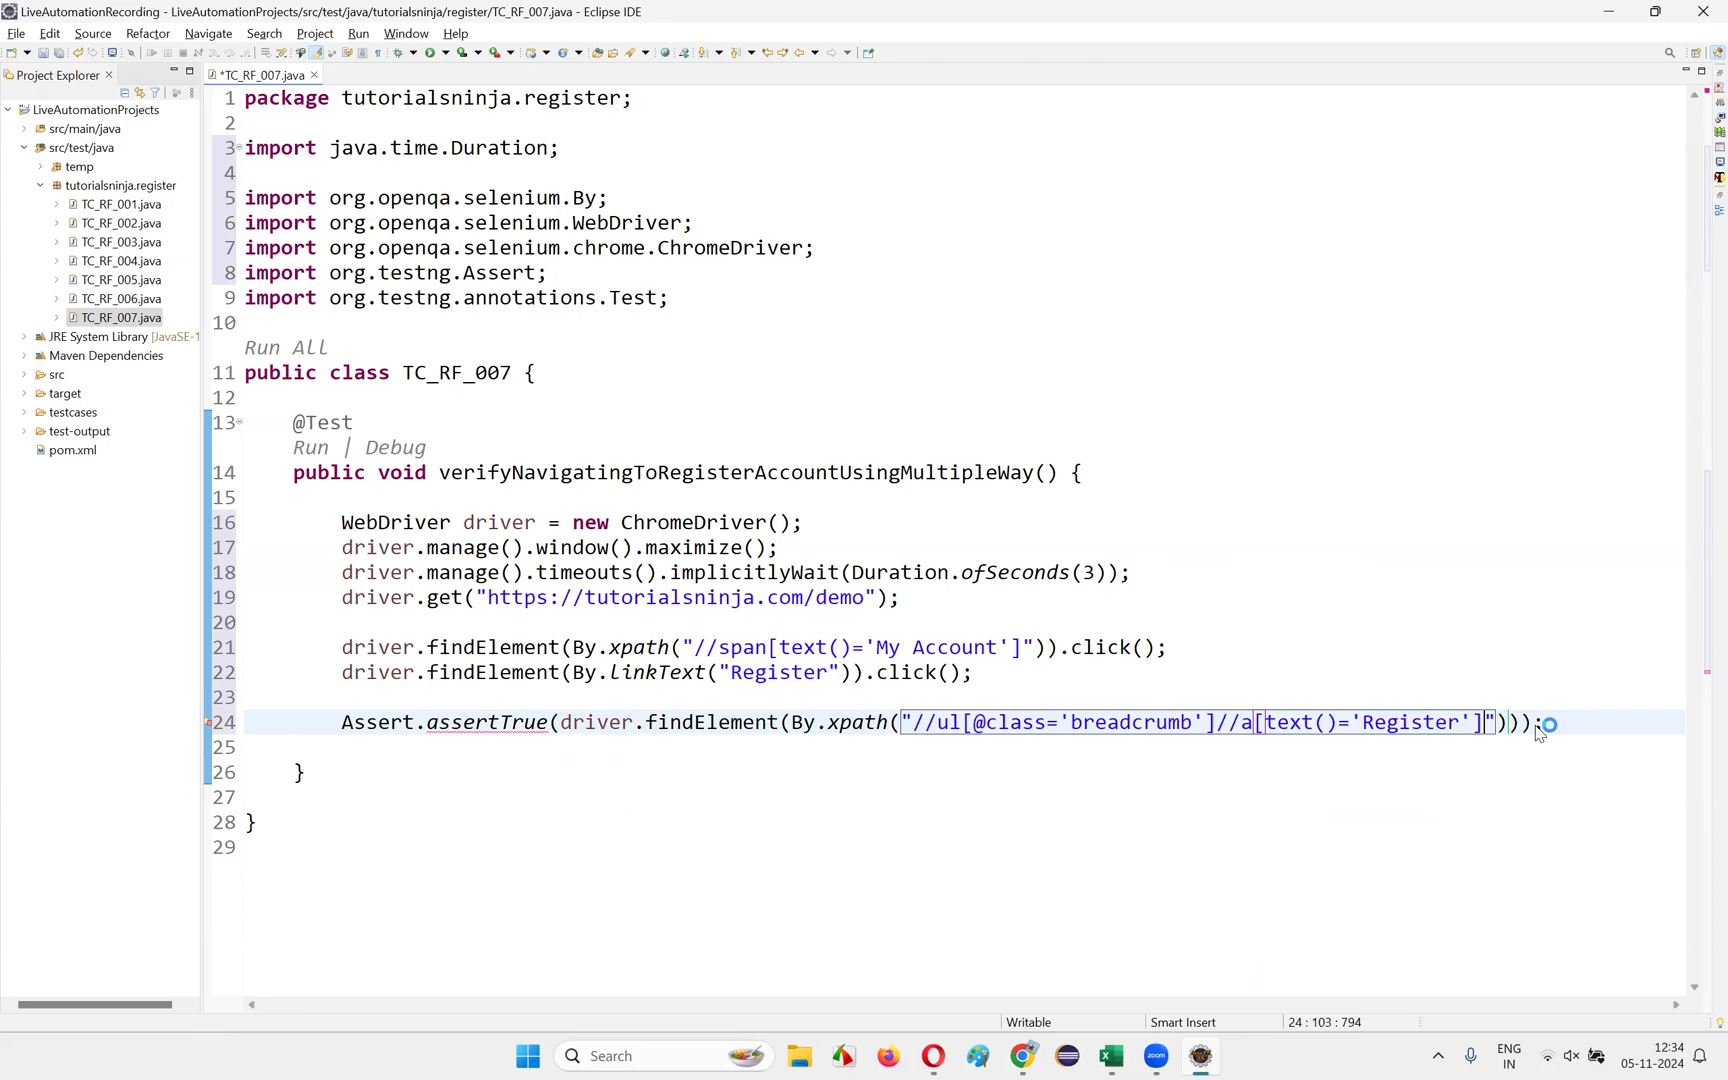 LiveAutomationRecording - LiveAutomationProjects/src/test/java/tutorialsninja/register/TC_RF_007.java - Eclipse IDE
File Edit Source Refactor Navigate Search Project Run Window Help
Project Explorer
*TC_RF_007.java
LiveAutomationProjects
src/main/java
src/test/java
temp
tutorialsninja.register
TC_RF_001.java
TC_RF_002.java
TC_RF_003.java
TC_RF_004.java
TC_RF_005.java
TC_RF_006.java
TC_RF_007.java
JRE System Library [JavaSE-1
Maven Dependencies
src
target
testcases
test-output
pom.xml
1 package tutorialsninja.register;
2
3 import java.time.Duration;
4
5 import org.openqa.selenium.By;
6 import org.openqa.selenium.WebDriver;
7 import org.openqa.selenium.chrome.ChromeDriver;
8 import org.testng.Assert;
9 import org.testng.annotations.Test;
10
Run All
11 public class TC_RF_007 {
12
13 @Test
Run | Debug
14 public void verifyNavigatingToRegisterAccountUsingMultipleWay() {
15
16 WebDriver driver = new ChromeDriver();
17 driver.manage().window().maximize();
18 driver.manage().timeouts().implicitlyWait(Duration.ofSeconds(3));
19 driver.get("https://tutorialsninja.com/demo");
20
21 driver.findElement(By.xpath("//span[text()='My Account']")).click();
22 driver.findElement(By.linkText("Register")).click();
23
24 Assert.assertTrue(driver.findElement(By.xpath("//ul[@class='breadcrumb']//a[text()='Register']")));
25
26 }
27
28 }
29
Writable Smart Insert 24 : 103 : 794
Search
zoom
ENG
IN
12:34
05-11-2024